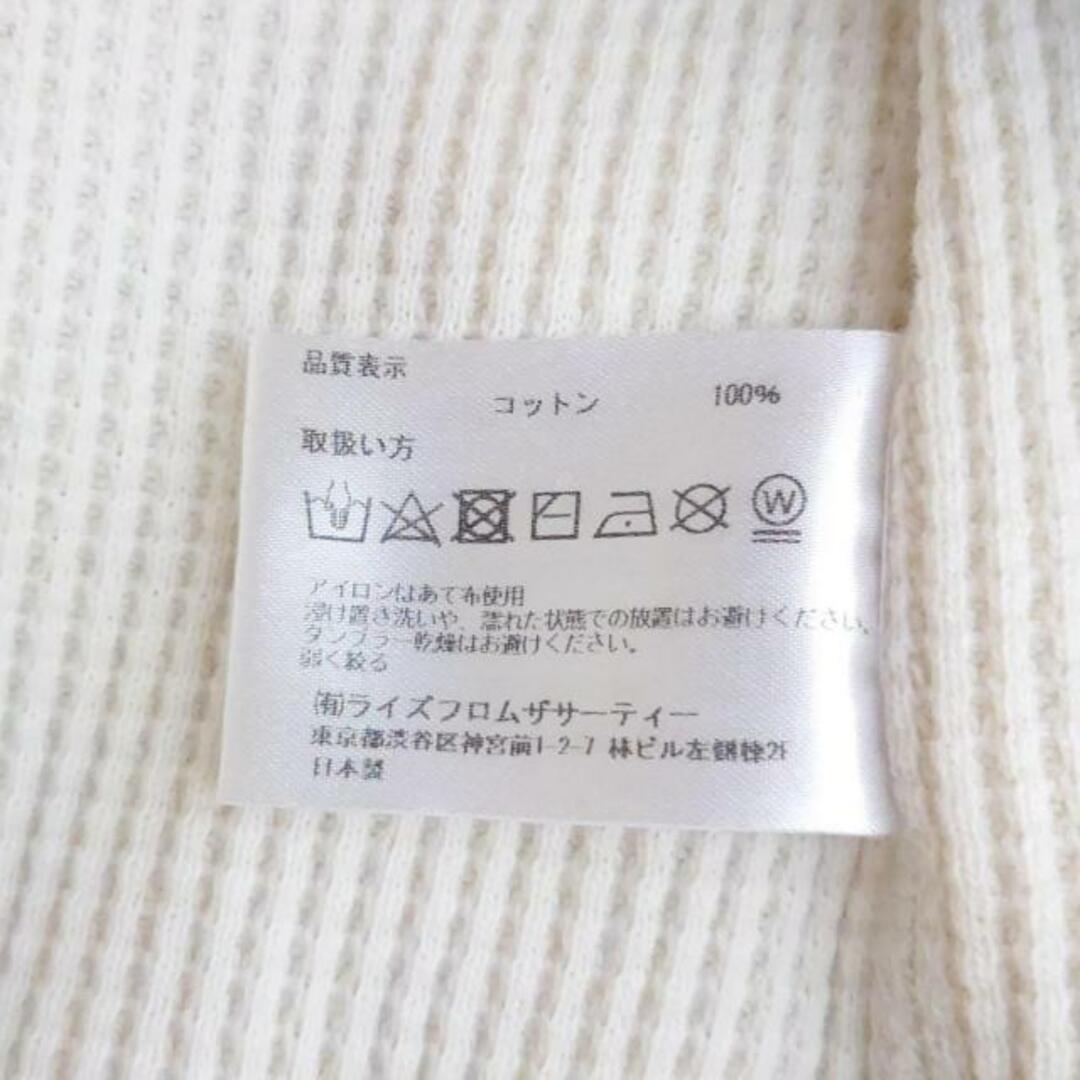 品質表示
コットン 100%
取扱い方
W
アイロンはあて布使用
浸け置き洗いや、濡れた状態での放置はお避けください。
タンブラー乾燥はお避けください。
弱く絞る
(有)ライズフロムザサーティー
東京都渋谷区神宮前1-2-7 林ビル左 2F
日本製